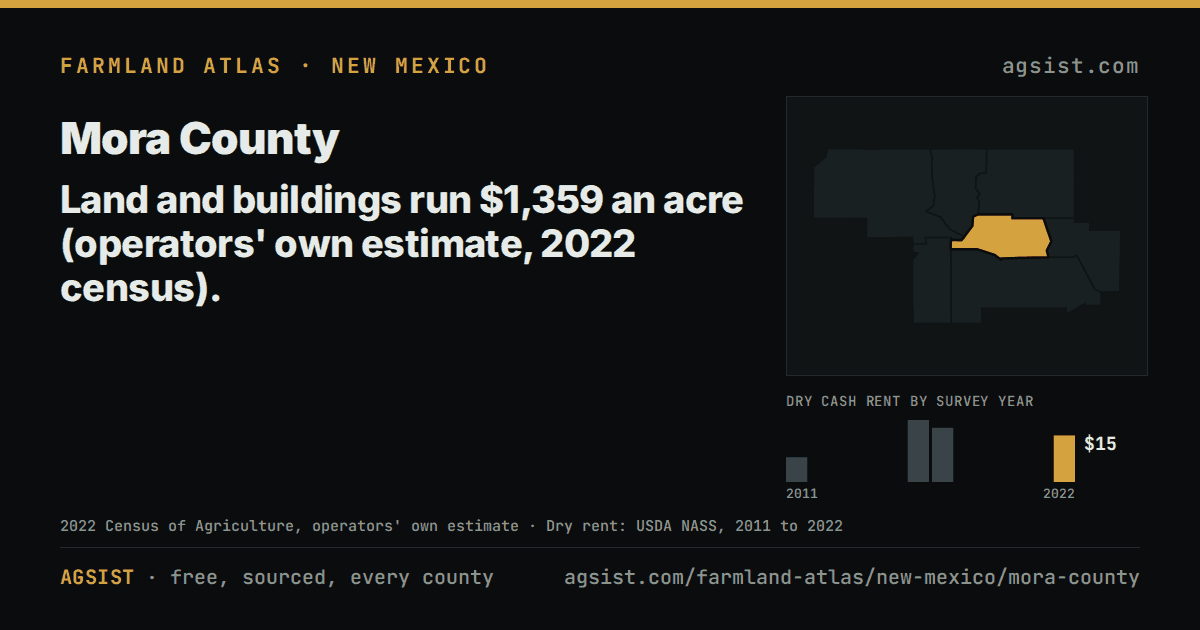 FARMLAND ATLAS · NEW MEXICO
agsist.com
Mora County
Land and buildings run $1,359 an acre
(operators' own estimate, 2022
census).
DRY CASH RENT BY SURVEY YEAR
$15
2011
2022
2022 Census of Agriculture, operators' own estimate · Dry rent: USDA NASS, 2011 to 2022
AGSIST · free, sourced, every county
agsist.com/farmland-atlas/new-mexico/mora-county